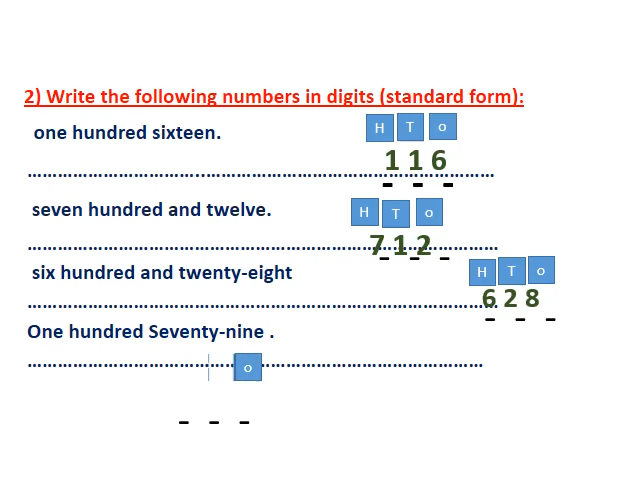 2) Write the following numbers in digits (standard form):
one hundred sixteen.
H T o
1 1 6
……………………………………………………………………
_ _ _
seven hundred and twelve.
H T o
7 1 2
……………………………………………………………………
_ _ _
six hundred and twenty-eight
H T o
6 2 8
……………………………………………………………………
_ _ _
One hundred Seventy-nine .
o
……………………………………………………………………
_ _ _